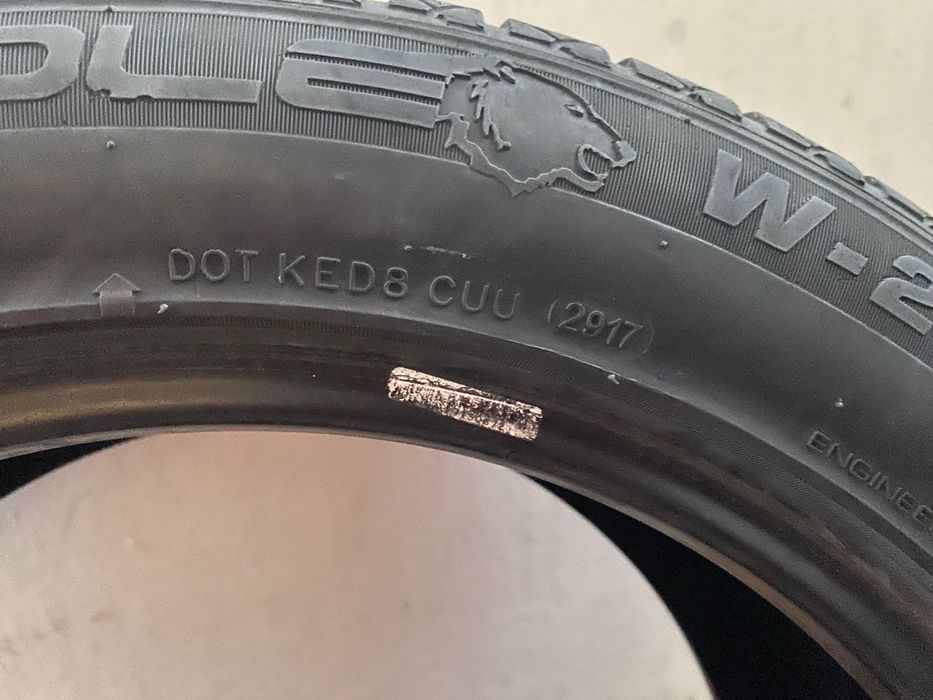 OLE W-2
DOT KED8 CUU (2917)
ENGINEE